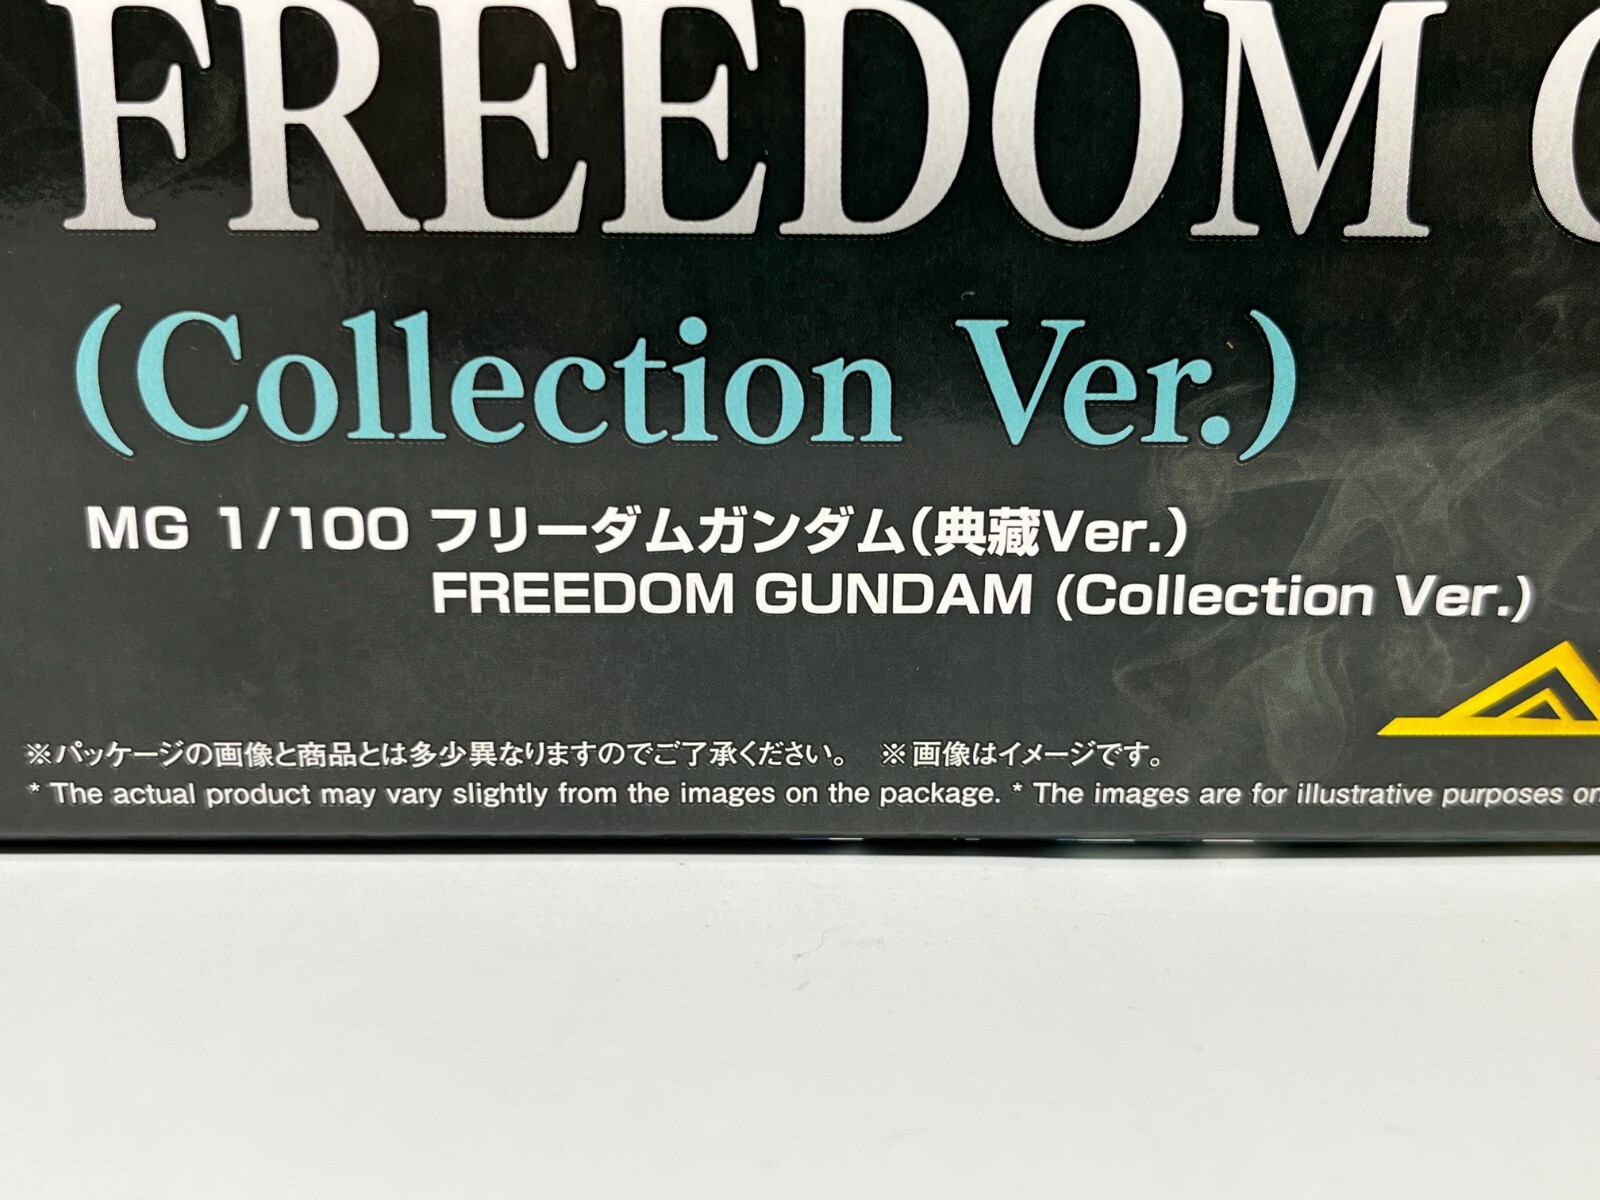 FREEDOM G
(Collection Ver.)
MG 1/100 フリーダムガンダム(典藏Ver.)
FREEDOM GUNDAM (Collection Ver.)
※パッケージの画像と商品とは多少異なりますのでご了承ください。 ※画像はイメージです。
* The actual product may vary slightly from the images on the package. * The images are for illustrative purposes on